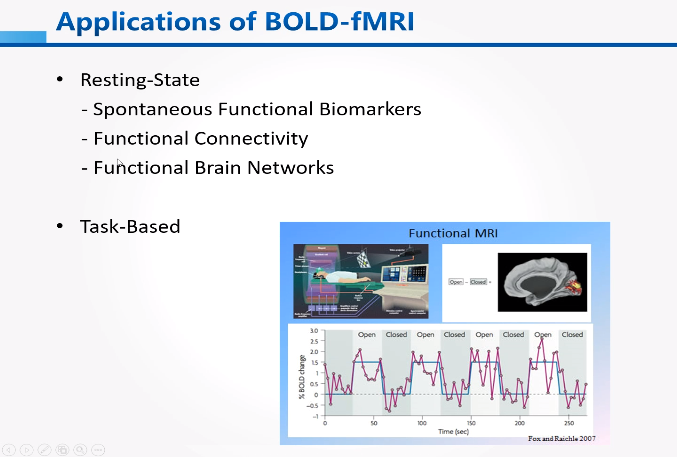 Applications of BOLD-fMRI
• Resting-State
- Spontaneous Functional Biomarkers
- Functional Connectivity
- Functional Brain Networks
• Task-Based
Functional MRI
Open - Closed =
Open Closed Open Closed Open Closed Open Closed
% BOLD change
3.0
2.5
2.0
1.5
1
0.5
0
−0.5
−1
0 50 100 150 200 250
Time (sec)
Fox and Raichle 2007